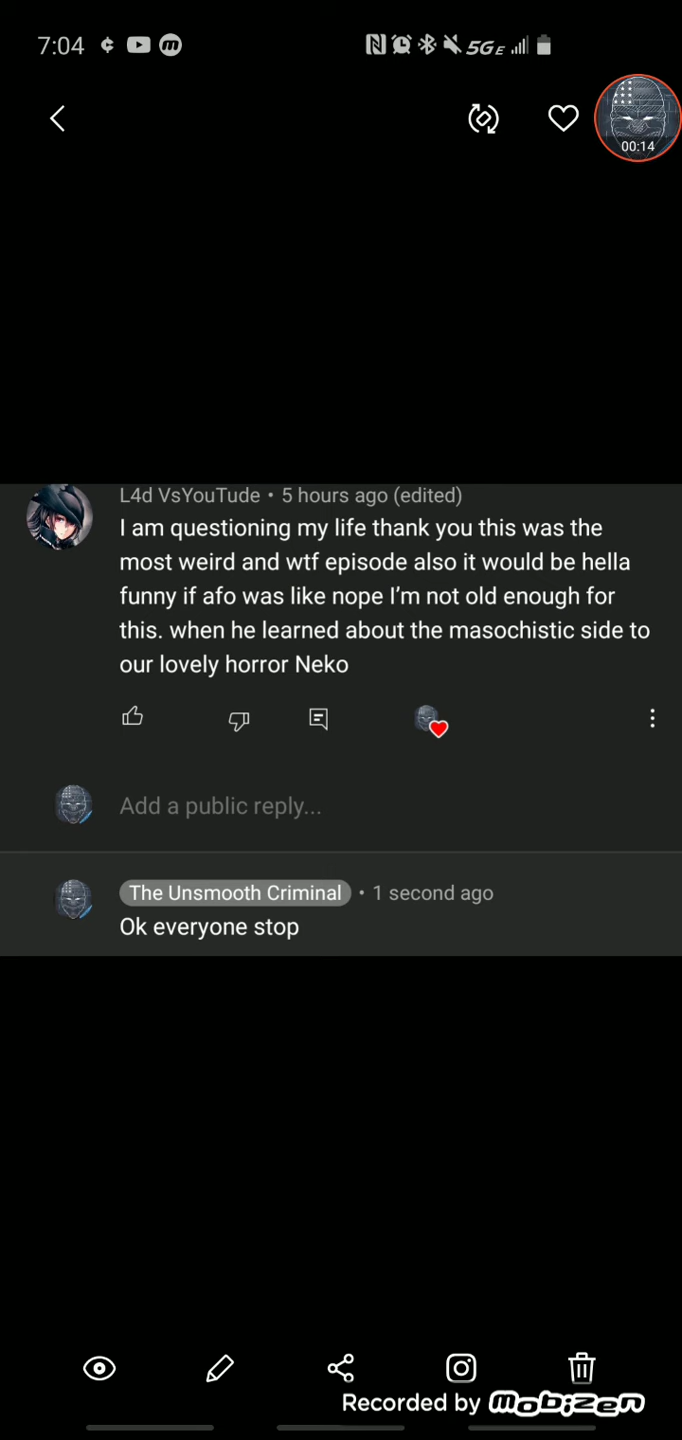 7:04
5GE
00:14
L4d VsYouTude • 5 hours ago (edited)
I am questioning my life thank you this was the
most weird and wtf episode also it would be hella
funny if afo was like nope I'm not old enough for
this. when he learned about the masochistic side to
our lovely horror Neko
Add a public reply...
The Unsmooth Criminal • 1 second ago
Ok everyone stop
Recorded by mobizen